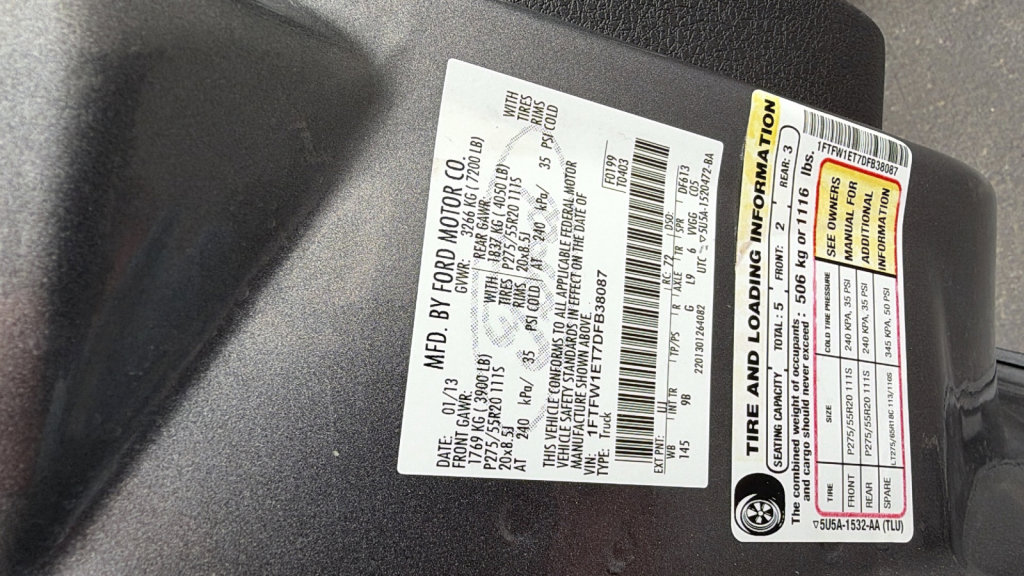 MFD. BY FORD MOTOR CO.
DATE: 01/13 GVWR: 3266 KG (7200 LB)
FRONT GAWR: REAR GAWR:
1769 KG (3900 LB) WITH 1837 KG (4050 LB) WITH
P275/55R20 111S TIRES P275/55R20 111S TIRES
20x8.5J RIMS 20x8.5J RIMS
AT 240 kPa/ 35 PSI COLD AT 240 kPa/ 35 PSI COLD
THIS VEHICLE CONFORMS TO ALL APPLICABLE FEDERAL MOTOR
VEHICLE SAFETY STANDARDS IN EFFECT ON THE DATE OF
MANUFACTURE SHOWN ABOVE.
VIN: 1FTFW1ET7DFB38087
TYPE: Truck
F0199
T0403
EXT PNT: UJ RC: 72 DSO:
WB INT TR TP/PS R AXLE TR SPR DF613
145 9B G L9 6 VVGG COS
2201301264082 UTC ▽5U5A-1520472-BA
TIRE AND LOADING INFORMATION
SEATING CAPACITY TOTAL: 5 FRONT: 2 REAR: 3
The combined weight of occupants
and cargo should never exceed: 506 kg or 1116 lbs.
TIRE SIZE COLD TIRE PRESSURE
FRONT P275/55R20 111S 240 KPA, 35 PSI
REAR P275/55R20 111S 240 KPA, 35 PSI
SPARE LT275/65R18C 113/110S 345 KPA, 50 PSI
SEE OWNERS
MANUAL FOR
ADDITIONAL
INFORMATION
1FTFW1ET7DFB38087
▽5U5A-1532-AA (TLU)